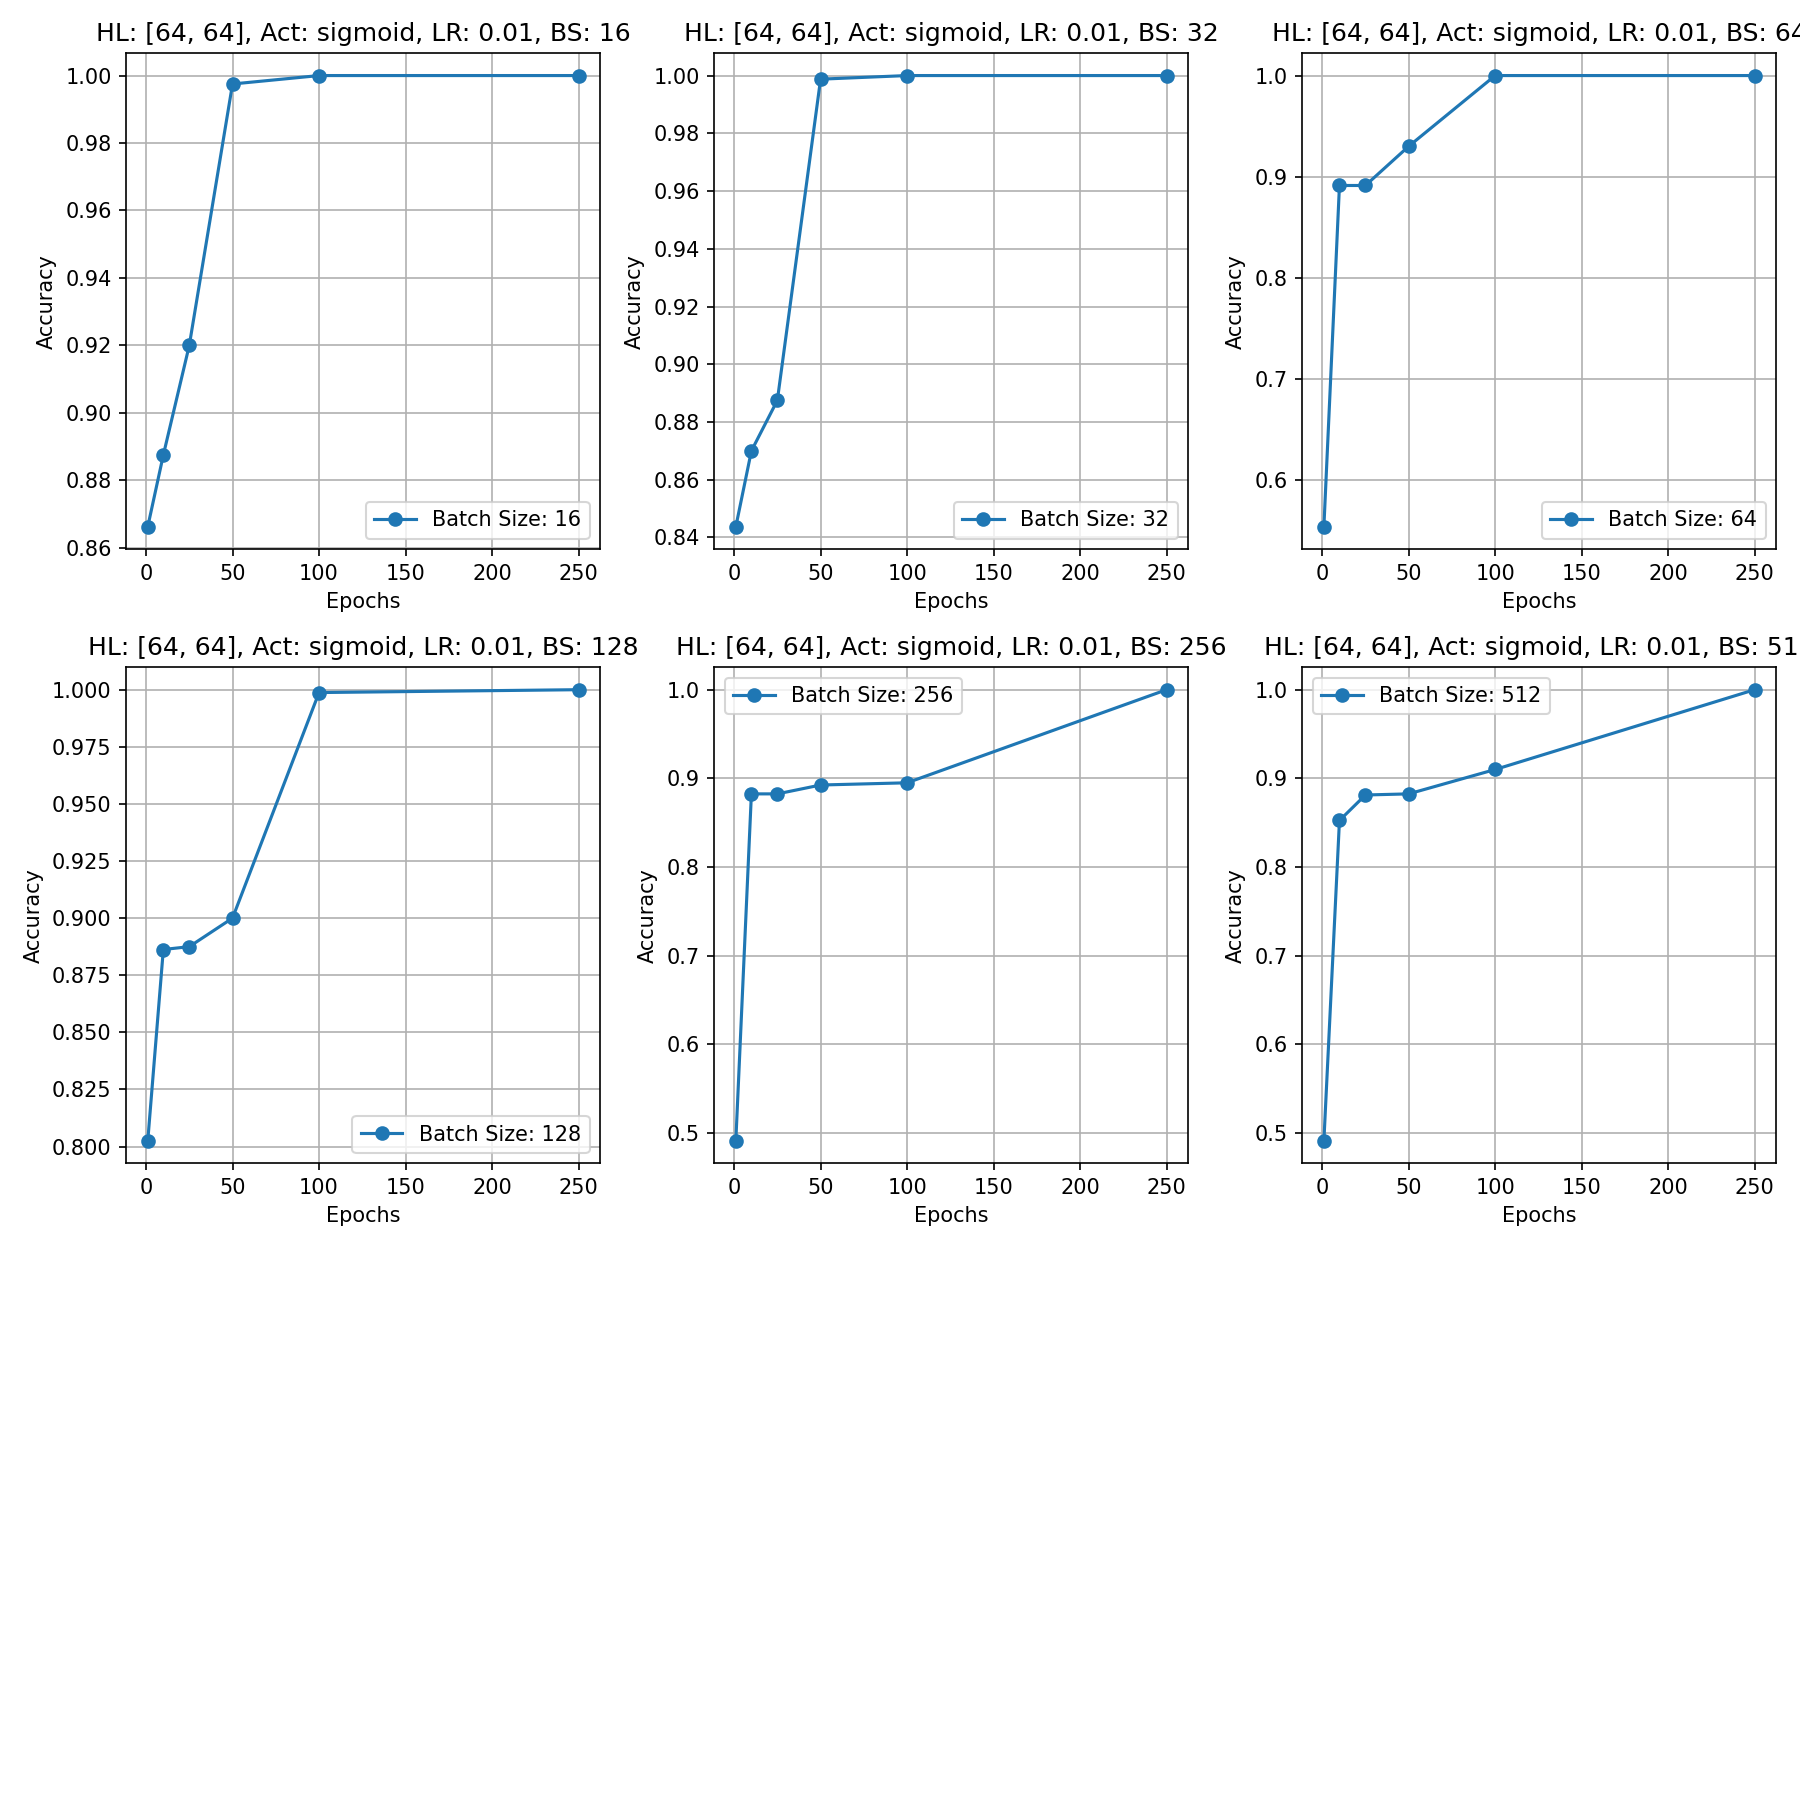 HL: [64, 64], Act: sigmoid, LR: 0.01, BS: 16
1.00
0.98
0.96
0.94
0.92
0.90
0.88
0.86
Accuracy
Batch Size: 16
0 50 100 150 200 250
Epochs
HL: [64, 64], Act: sigmoid, LR: 0.01, BS: 32
1.00
0.98
0.96
0.94
0.92
0.90
0.88
0.86
0.84
Accuracy
Batch Size: 32
0 50 100 150 200 250
Epochs
HL: [64, 64], Act: sigmoid, LR: 0.01, BS: 64
1.0
0.9
0.8
0.7
0.6
Accuracy
Batch Size: 64
0 50 100 150 200 250
Epochs
HL: [64, 64], Act: sigmoid, LR: 0.01, BS: 128
1.000
0.975
0.950
0.925
0.900
0.875
0.850
0.825
0.800
Accuracy
Batch Size: 128
0 50 100 150 200 250
Epochs
HL: [64, 64], Act: sigmoid, LR: 0.01, BS: 256
Batch Size: 256
1.0
0.9
0.8
0.7
0.6
0.5
Accuracy
0 50 100 150 200 250
Epochs
HL: [64, 64], Act: sigmoid, LR: 0.01, BS: 51
Batch Size: 512
1.0
0.9
0.8
0.7
0.6
0.5
Accuracy
0 50 100 150 200 250
Epochs